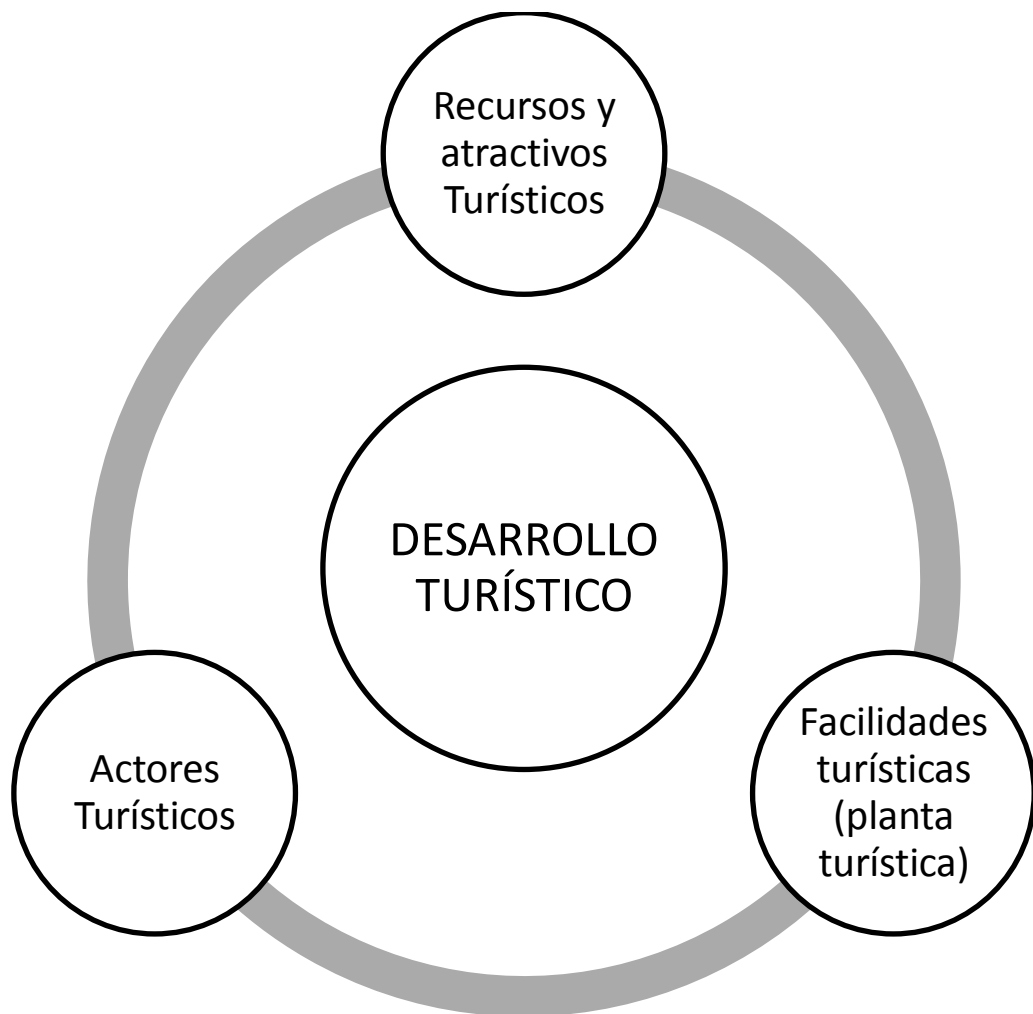 Recursos y
atractivos
Turísticos
DESARROLLO
TURÍSTICO
Actores
Turísticos
Facilidades
turísticas
(planta
turística)